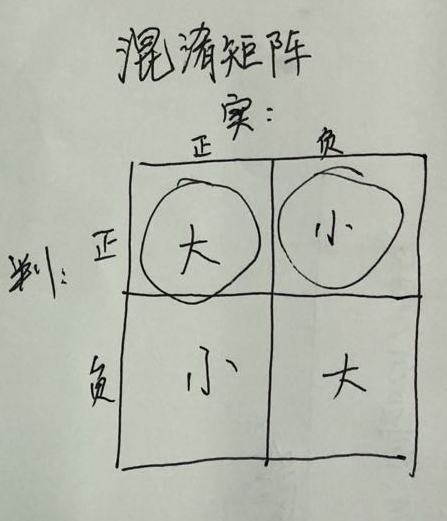 混淆矩阵
实：
正 负
判：
正 大 小
负 小 大